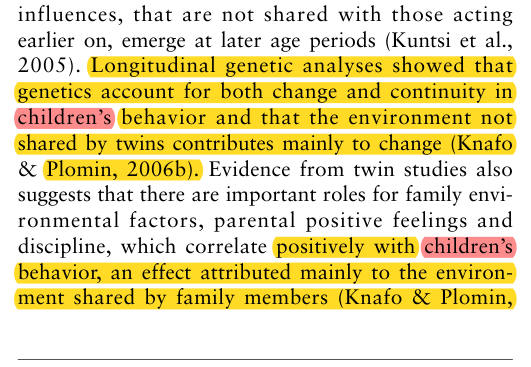 influences, that are not shared with those acting
earlier on, emerge at later age periods (Kuntsi et al.,
2005). Longitudinal genetic analyses showed that
genetics account for both change and continuity in
children's behavior and that the environment not
shared by twins contributes mainly to change (Knafo
& Plomin, 2006b). Evidence from twin studies also
suggests that there are important roles for family envi-
ronmental factors, parental positive feelings and
discipline, which correlate positively with children's
behavior, an effect attributed mainly to the environ-
ment shared by family members (Knafo & Plomin,